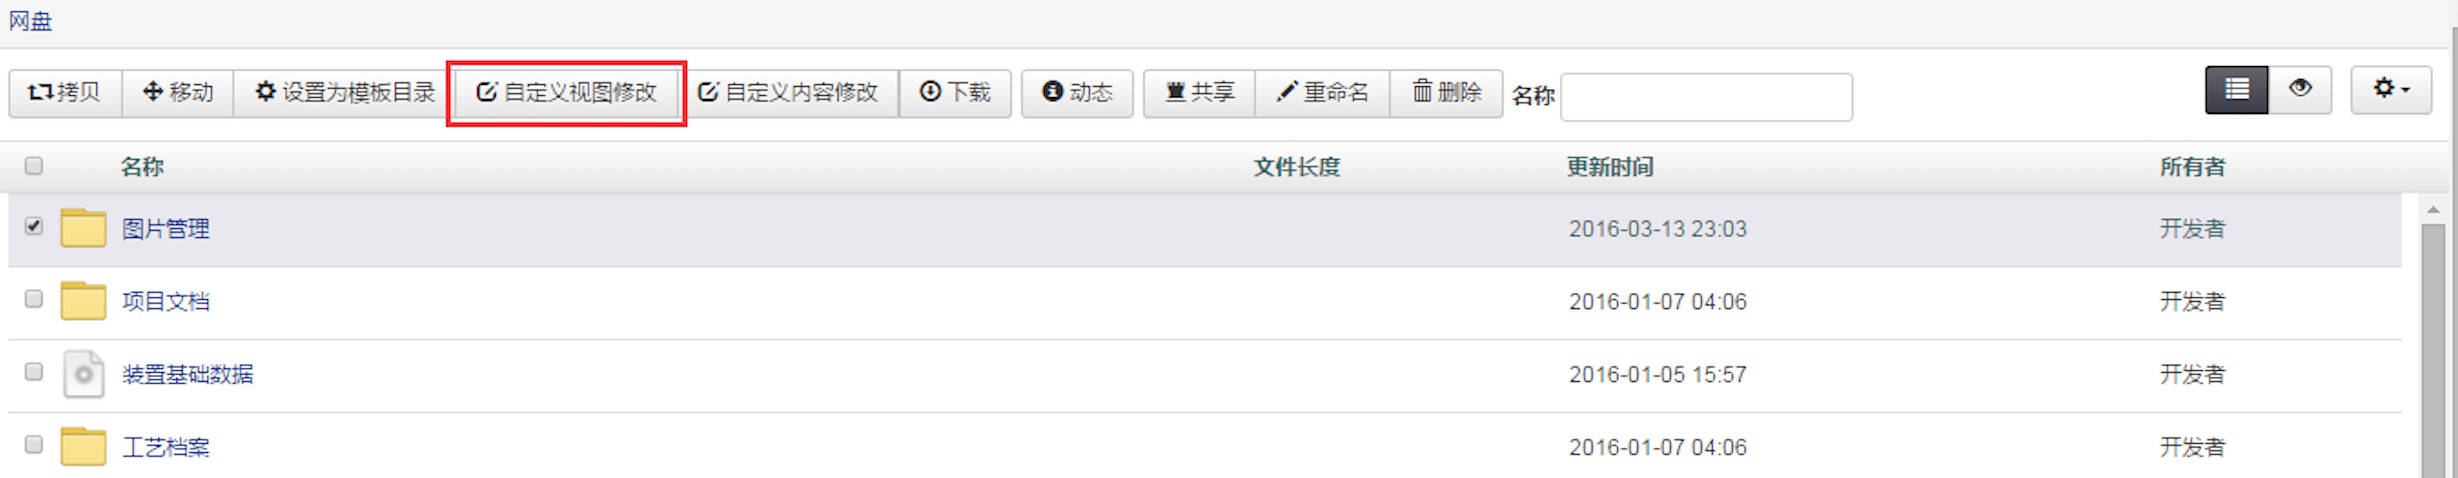 网盘
拷贝 移动 设置为模板目录 自定义视图修改 自定义内容修改 下载 动态 共享 重命名 删除 名称
名称 文件长度 更新时间 所有者
图片管理 2016-03-13 23:03 开发者
项目文档 2016-01-07 04:06 开发者
装置基础数据 2016-01-05 15:57 开发者
工艺档案 2016-01-07 04:06 开发者